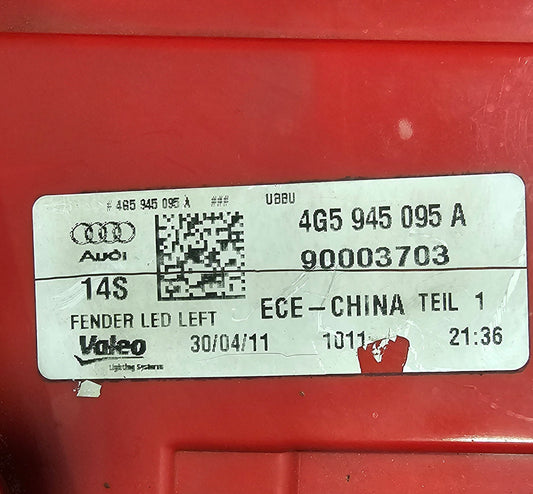 # 4G5 945 095 A ### UBBU
Audi 4G5 945 095 A
90003703
14S ECE-CHINA TEIL 1
FENDER LED LEFT
Valeo 30/04/11 1011 21:36
Lighting Systems